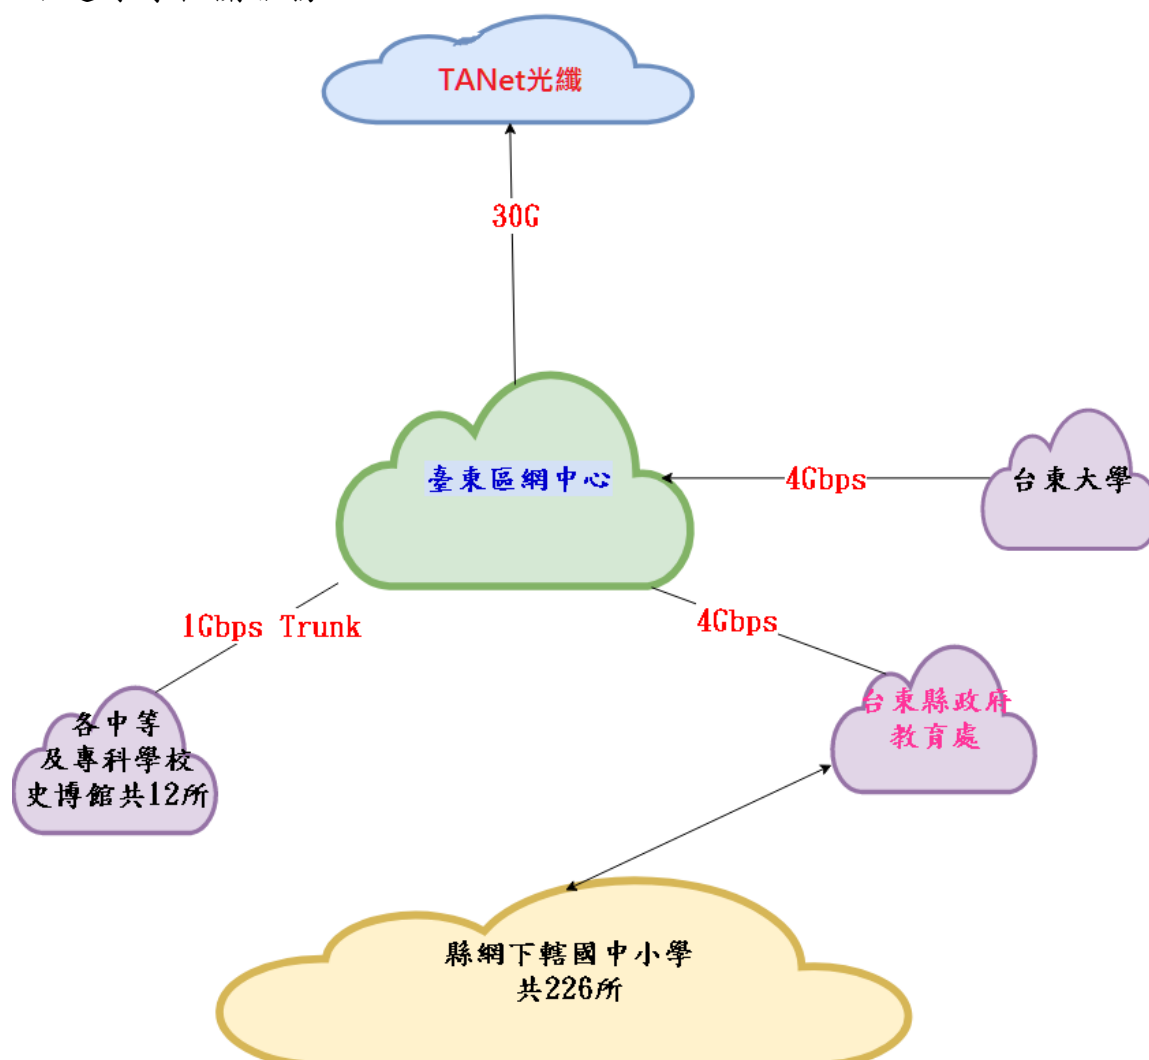 TANet光纖
30G
臺東區網中心
4Gbps
台東大學
1Gbps Trunk
4Gbps
台東縣政府
教育處
各中等
及專科學校
史博館共12所
縣網下轄國中小學
共226所